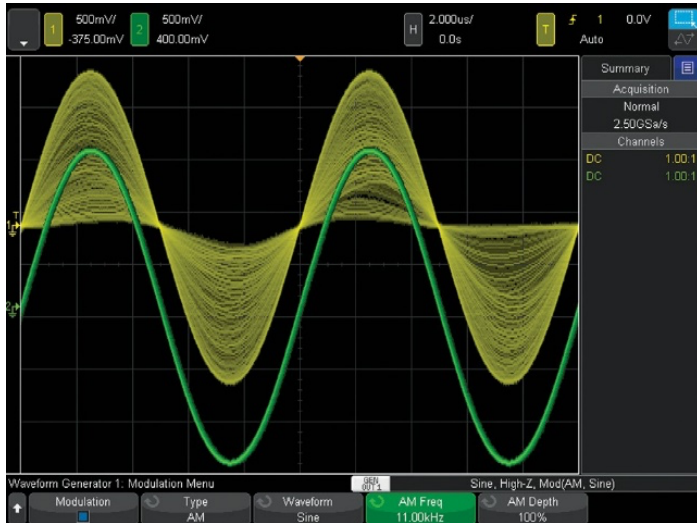 1 500mV/ -375.00mV
2 500mV/ 400.00mV
H 2.000us/ 0.0s
T 1 0.0V Auto
Summary
Acquisition
Normal
2.50GSa/s
Channels
DC 1.00:1
DC 1.00:1
T
1
2
Waveform Generator 1: Modulation Menu
GEN OUT 1
Sine, High-Z, Mod(AM, Sine)
Modulation
Type AM
Waveform Sine
AM Freq 11.00kHz
AM Depth 100%